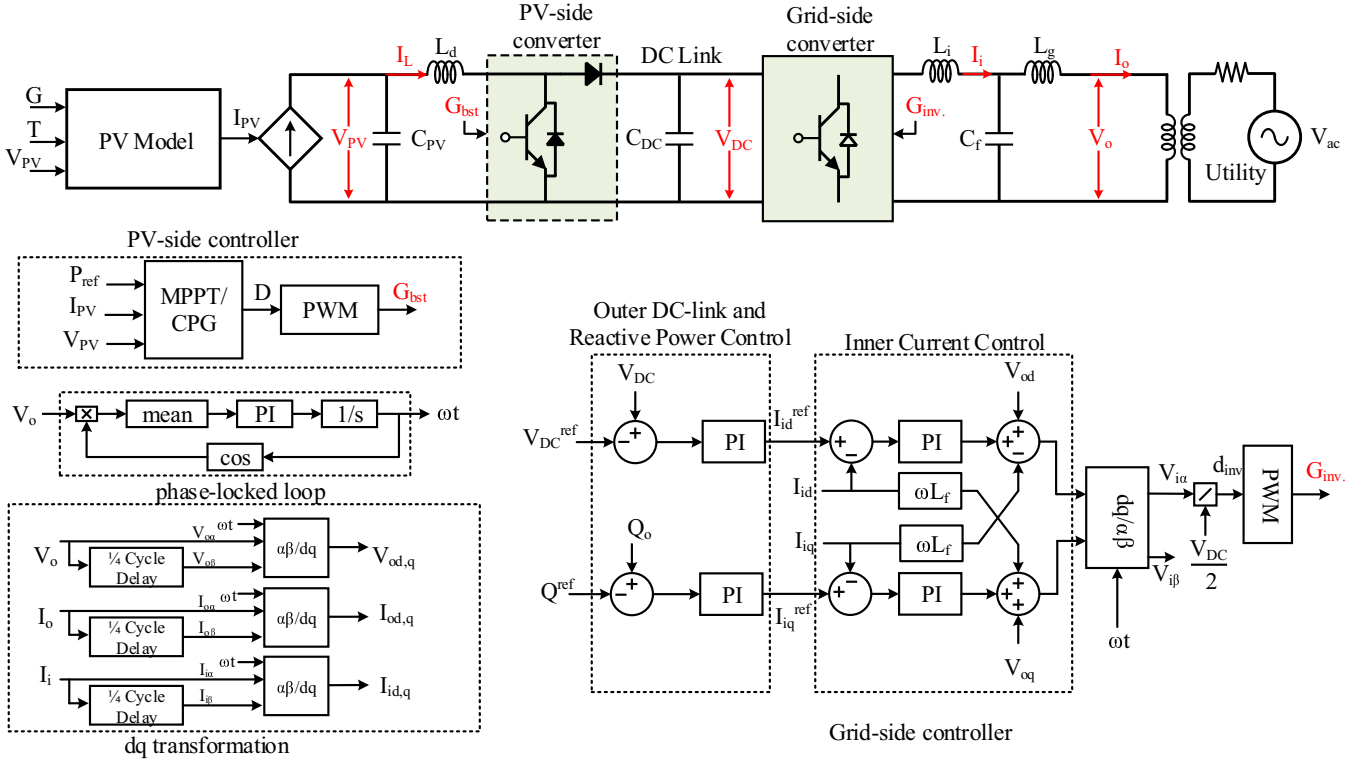 PV-side
converter
Grid-side
converter
I_L
L_d
DC Link
L_i
I_i
L_g
I_o
G
T
V_PV
PV Model
I_PV
V_PV
C_PV
G_bst
C_DC
V_DC
G_inv.
C_f
V_o
Utility
V_ac
PV-side controller
P_ref
I_PV
V_PV
MPPT/
CPG
D
PWM
G_bst
V_o
×
mean
PI
1/s
ωt
cos
phase-locked loop
V_o
V_oα
ωt
¼ Cycle
Delay
V_oβ
αβ/dq
V_od,q
I_o
I_oα
ωt
¼ Cycle
Delay
I_oβ
αβ/dq
I_od,q
I_i
I_iα
ωt
¼ Cycle
Delay
I_iβ
αβ/dq
I_id,q
dq transformation
Outer DC-link and
Reactive Power Control
Inner Current Control
V_DC
V_DC^ref
+
−
PI
I_id^ref
Q_o
Q^ref
+
−
PI
I_iq^ref
V_od
+
−
PI
+
+
−
I_id
ωL_f
I_iq
ωL_f
+
−
PI
+
+
+
V_oq
dq/αβ
ωt
V_iα
V_iβ
V_DC
2
d_inv
PWM
G_inv.
Grid-side controller